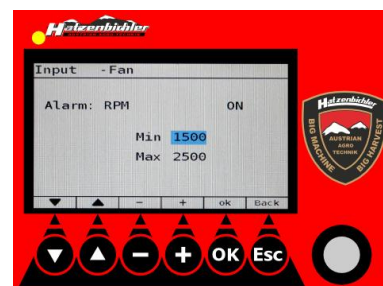 Hatzenbichler
Input -Fan
Alarm: RPM ON
Min 1500
Max 2500
▼ ▲ - + ok Back
OK Esc
Hatzenbichler
AUSTRIAN
AGRO
TECHNIK
BIG MACHINE
BIG HARVEST